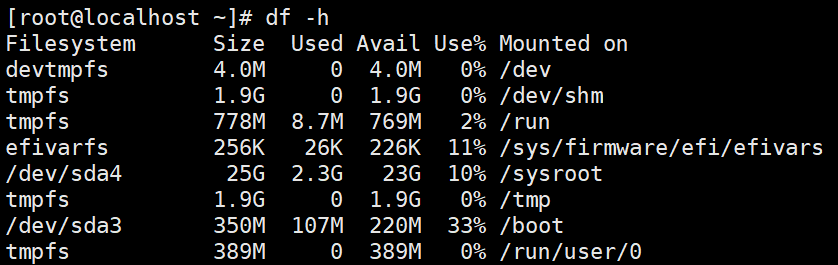 [root@localhost ~]# df -h
Filesystem      Size  Used Avail Use% Mounted on
devtmpfs        4.0M     0  4.0M   0% /dev
tmpfs           1.9G     0  1.9G   0% /dev/shm
tmpfs           778M  8.7M  769M   2% /run
efivarfs        256K   26K  226K  11% /sys/firmware/efi/efivars
/dev/sda4        25G  2.3G   23G  10% /sysroot
tmpfs           1.9G     0  1.9G   0% /tmp
/dev/sda3       350M  107M  220M  33% /boot
tmpfs           389M     0  389M   0% /run/user/0